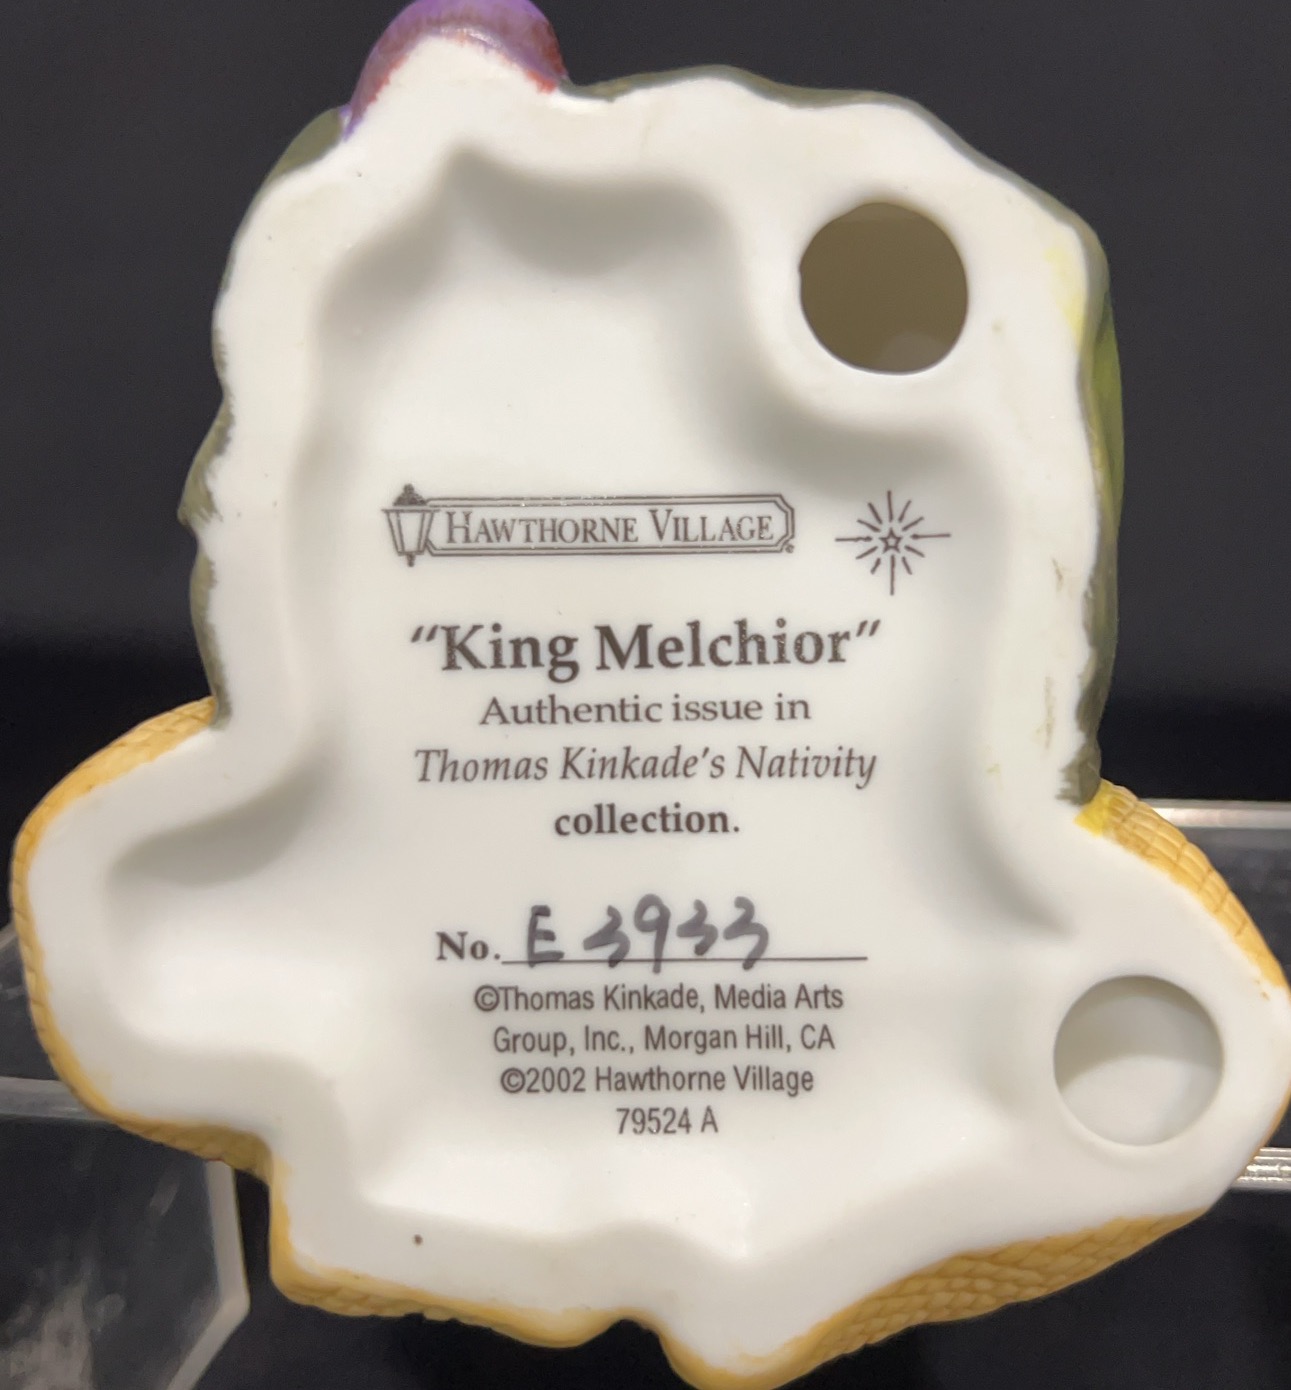 HAWTHORNE VILLAGE
“King Melchior”
Authentic issue in
Thomas Kinkade's Nativity
collection.
No. E3933
©Thomas Kinkade, Media Arts
Group, Inc., Morgan Hill, CA
©2002 Hawthorne Village
79524 A